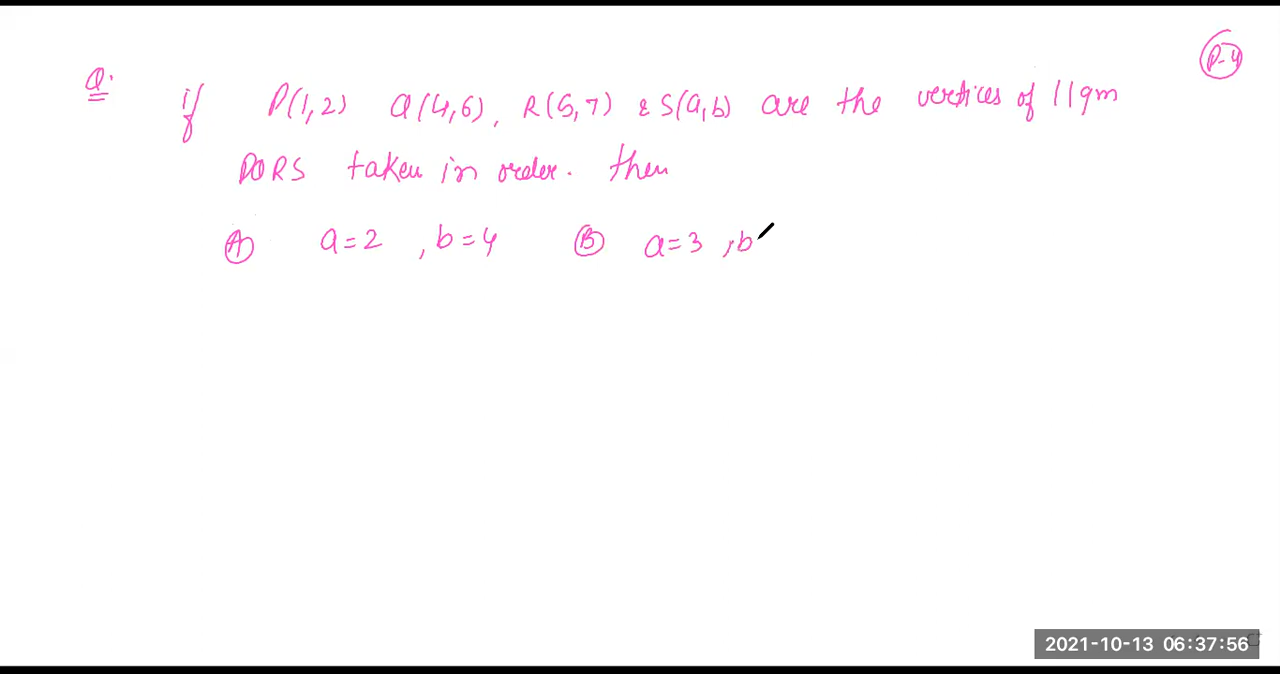 P-4
Q.
if P(1,2) Q(4,6), R(5,7) & S(a,b) are the vertices of ||gm
PQRS taken in order. Then
(A) a=2 , b=4 (B) a=3 , b
2021-10-13 06:37:56